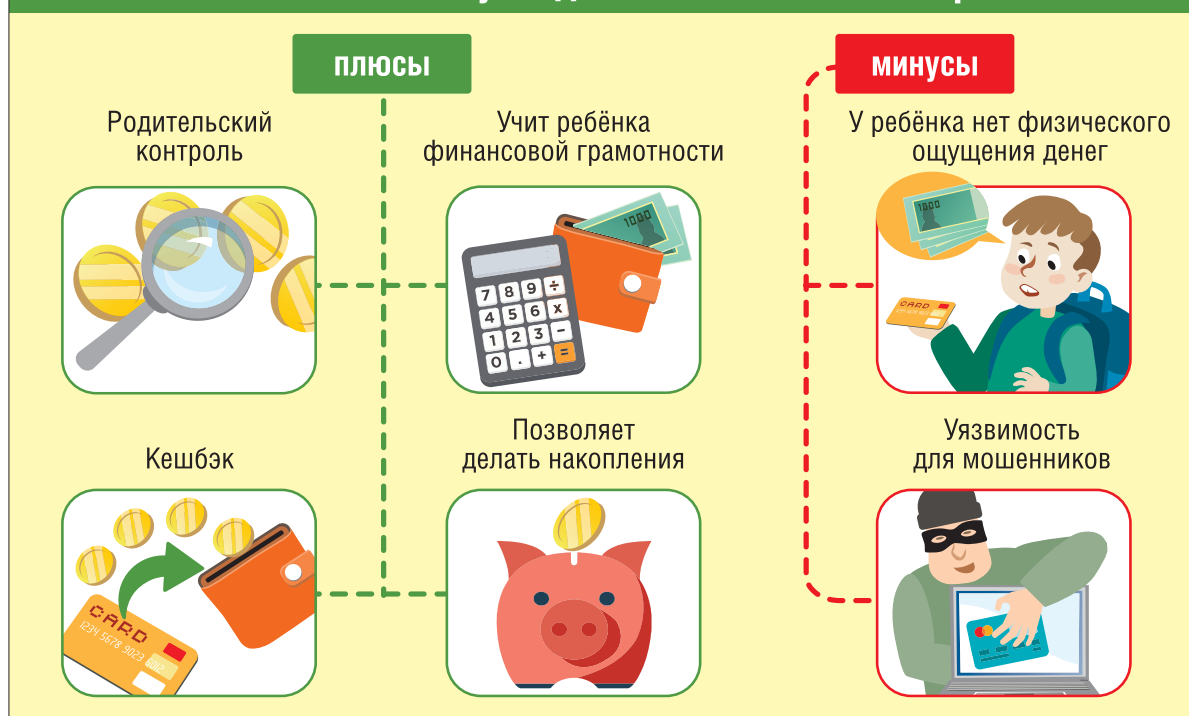 ПЛЮСЫ
Родительский
контроль
Учит ребёнка
финансовой грамотности
1000
7 8 9 ÷
4 5 6 x
1 2 3 −
0 . + =
Кешбэк
CARD
1234 5678 9023
Позволяет
делать накопления
МИНУСЫ
У ребёнка нет физического
ощущения денег
1000
CARD
Уязвимость
для мошенников